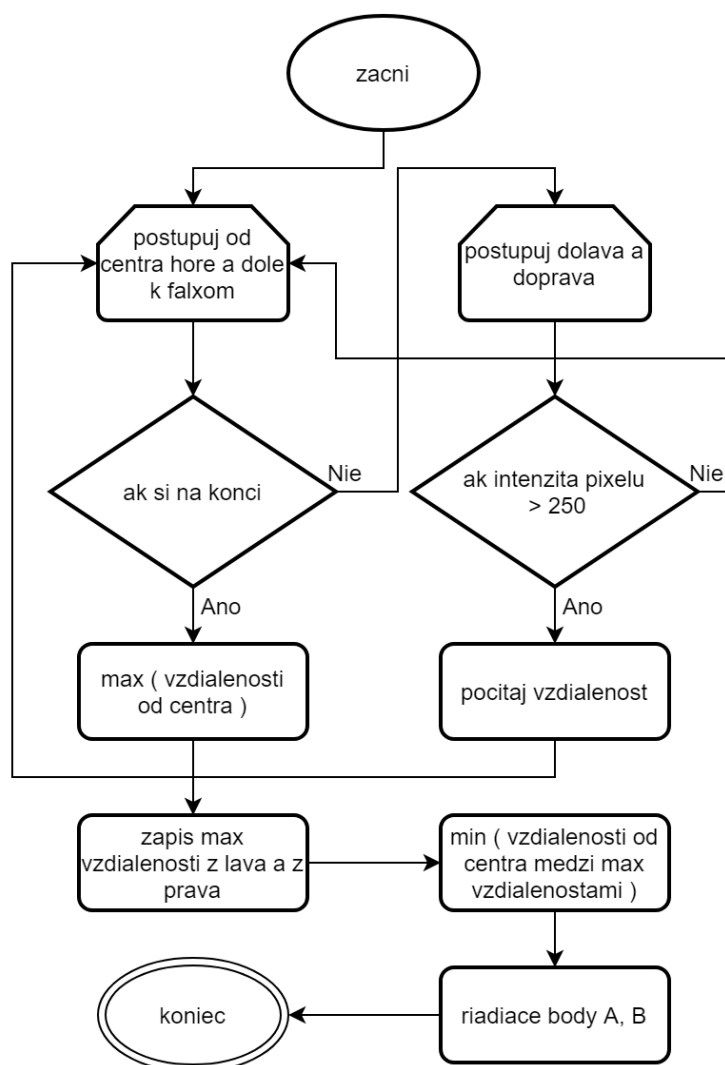 zacni
postupuj od
centra hore a dole
k falxom
postupuj dolava a
doprava
ak si na konci
Nie
ak intenzita pixelu
> 250
Nie
Ano
Ano
max ( vzdialenosti
od centra )
pocitaj vzdialenost
zapis max
vzdialenosti z lava a z
prava
min ( vzdialenosti od
centra medzi max
vzdialenostami )
koniec
riadiace body A, B